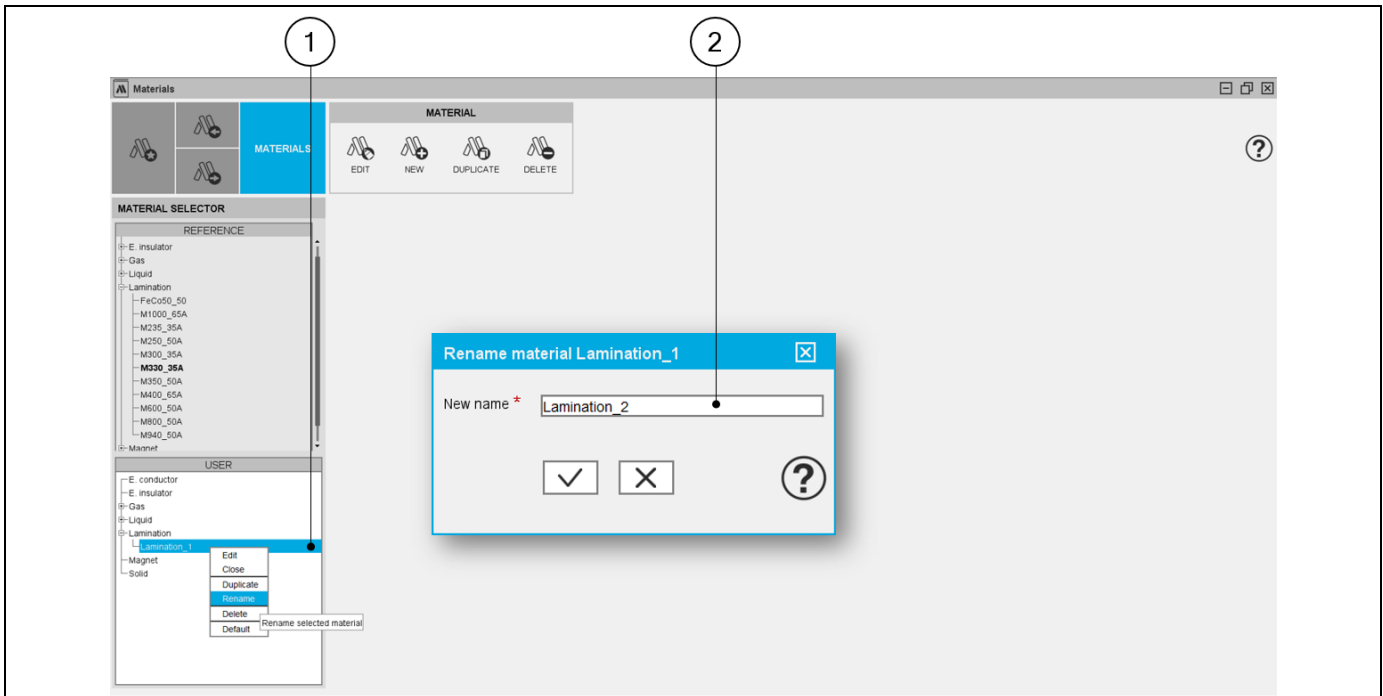 1
2
Materials
MATERIALS
MATERIAL
EDIT
NEW
DUPLICATE
DELETE
?
MATERIAL SELECTOR
REFERENCE
E. insulator
Gas
Liquid
Lamination
FeCo50_50
M1000_65A
M235_35A
M250_50A
M300_35A
M330_35A
M350_50A
M400_65A
M600_50A
M800_50A
M940_50A
Magnet
USER
E. conductor
E. insulator
Gas
Liquid
Lamination
Lamination_1
Magnet
Solid
Edit
Close
Duplicate
Rename
Delete
Default
Rename selected material
Rename material Lamination_1
New name *
Lamination_2
?